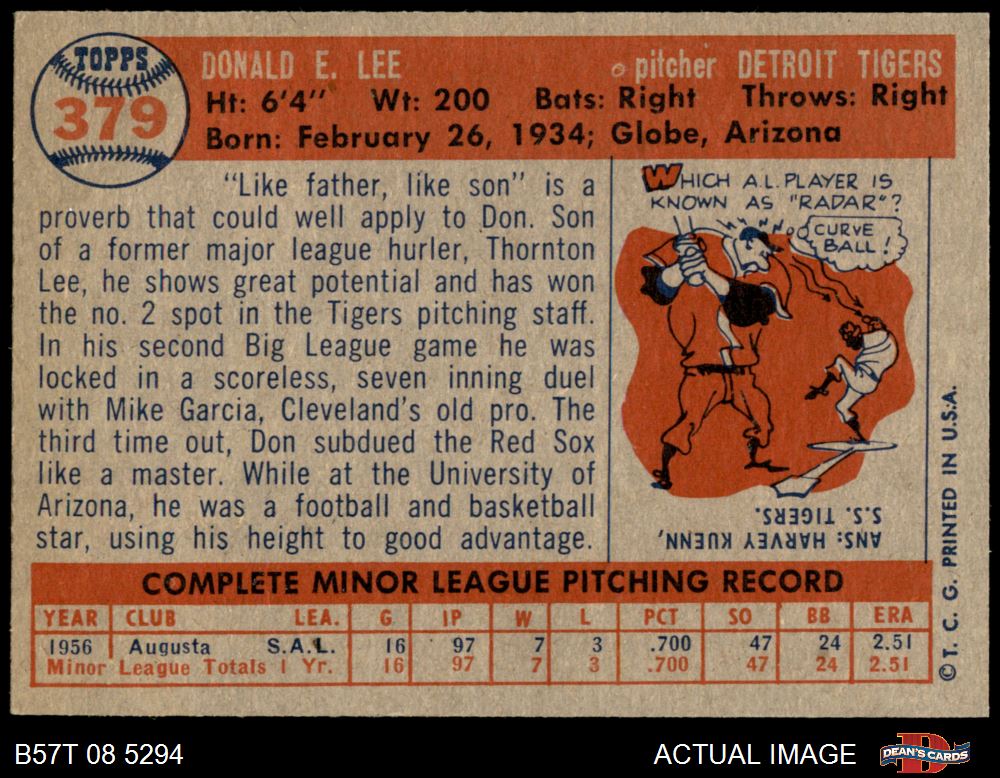 TOPPS
379
DONALD E. LEE
pitcher DETROIT TIGERS
Ht: 6'4" Wt: 200 Bats: Right Throws: Right
Born: February 26, 1934; Globe, Arizona
"Like father, like son" is a
proverb that could well apply to Don. Son
of a former major league hurler, Thornton
Lee, he shows great potential and has won
the no. 2 spot in the Tigers pitching staff.
In his second Big League game he was
locked in a scoreless, seven inning duel
with Mike Garcia, Cleveland's old pro. The
third time out, Don subdued the Red Sox
like a master. While at the University of
Arizona, he was a football and basketball
star, using his height to good advantage.
WHICH A.L. PLAYER IS
KNOWN AS "RADAR"?
CURVE
BALL!
ANS: HARVEY KUENN,
S.S. TIGERS.
© T. C. G. PRINTED IN U.S.A.
COMPLETE MINOR LEAGUE PITCHING RECORD
YEAR CLUB LEA. G IP W L PCT SO BB ERA
1956 Augusta S.A.L. 16 97 7 3 .700 47 24 2.51
Minor League Totals 1 Yr. 16 97 7 3 .700 47 24 2.51
B57T 08 5294
ACTUAL IMAGE
DEAN'S CARDS